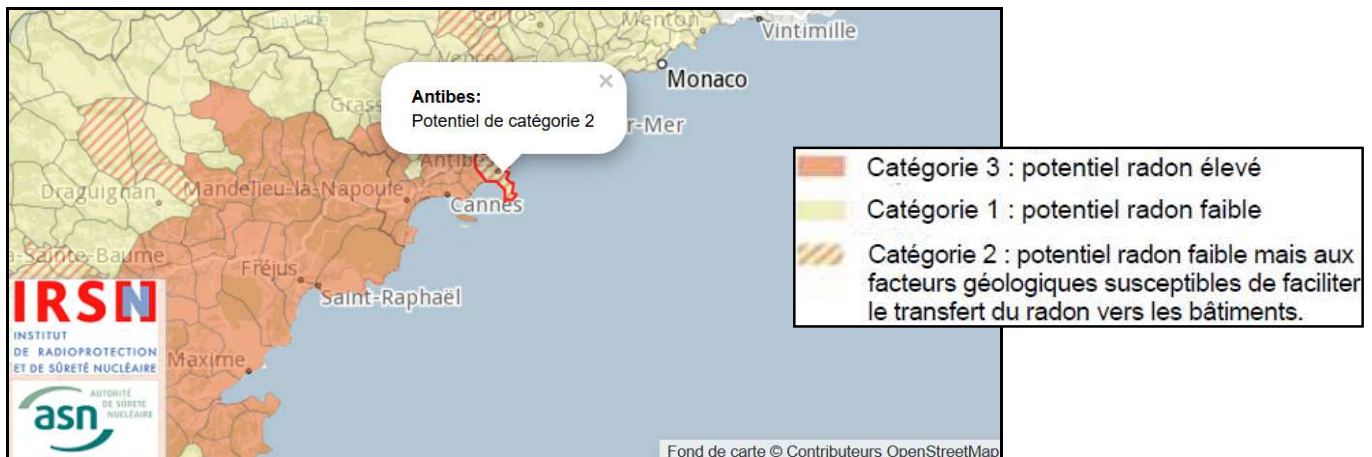 Menton
Vintimille
Monaco
Antibes:
Potentiel de catégorie 2
×
Grass
r-Mer
Antibes
Draguignan
Mandelieu-la-Napoule
Cannes
a-Sainte-Baume
Fréjus
Saint-Raphaël
Maxime
IRSN
INSTITUT
DE RADIOPROTECTION
ET DE SÛRETÉ NUCLÉAIRE
asn
AUTORITÉ
DE SÛRETÉ
NUCLÉAIRE
Fond de carte © Contributeurs OpenStreetMap
Catégorie 3 : potentiel radon élevé
Catégorie 1 : potentiel radon faible
Catégorie 2 : potentiel radon faible mais aux
facteurs géologiques susceptibles de faciliter
le transfert du radon vers les bâtiments.